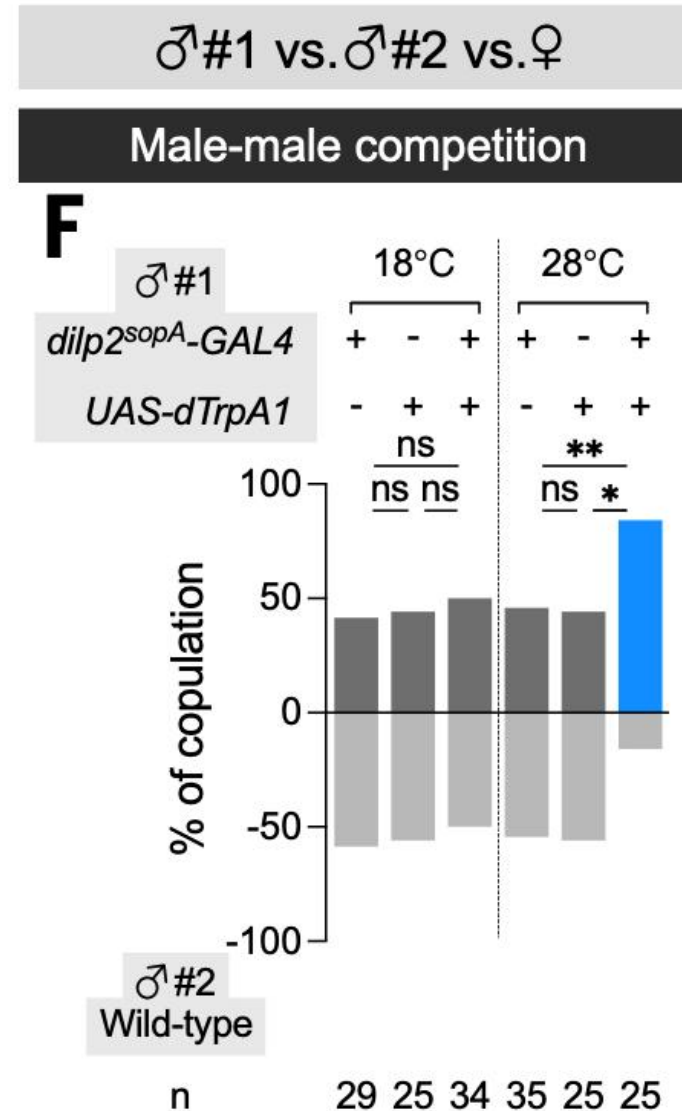 ♂#1 vs.♂#2 vs.♀
Male-male competition
F
18°C 28°C
♂#1
dilp2sopA-GAL4 + - + + - +
UAS-dTrpA1 - + + - + +
ns **
ns ns ns *
100
50
0
-50
-100
% of copulation
♂#2
Wild-type
n 29 25 34 35 25 25